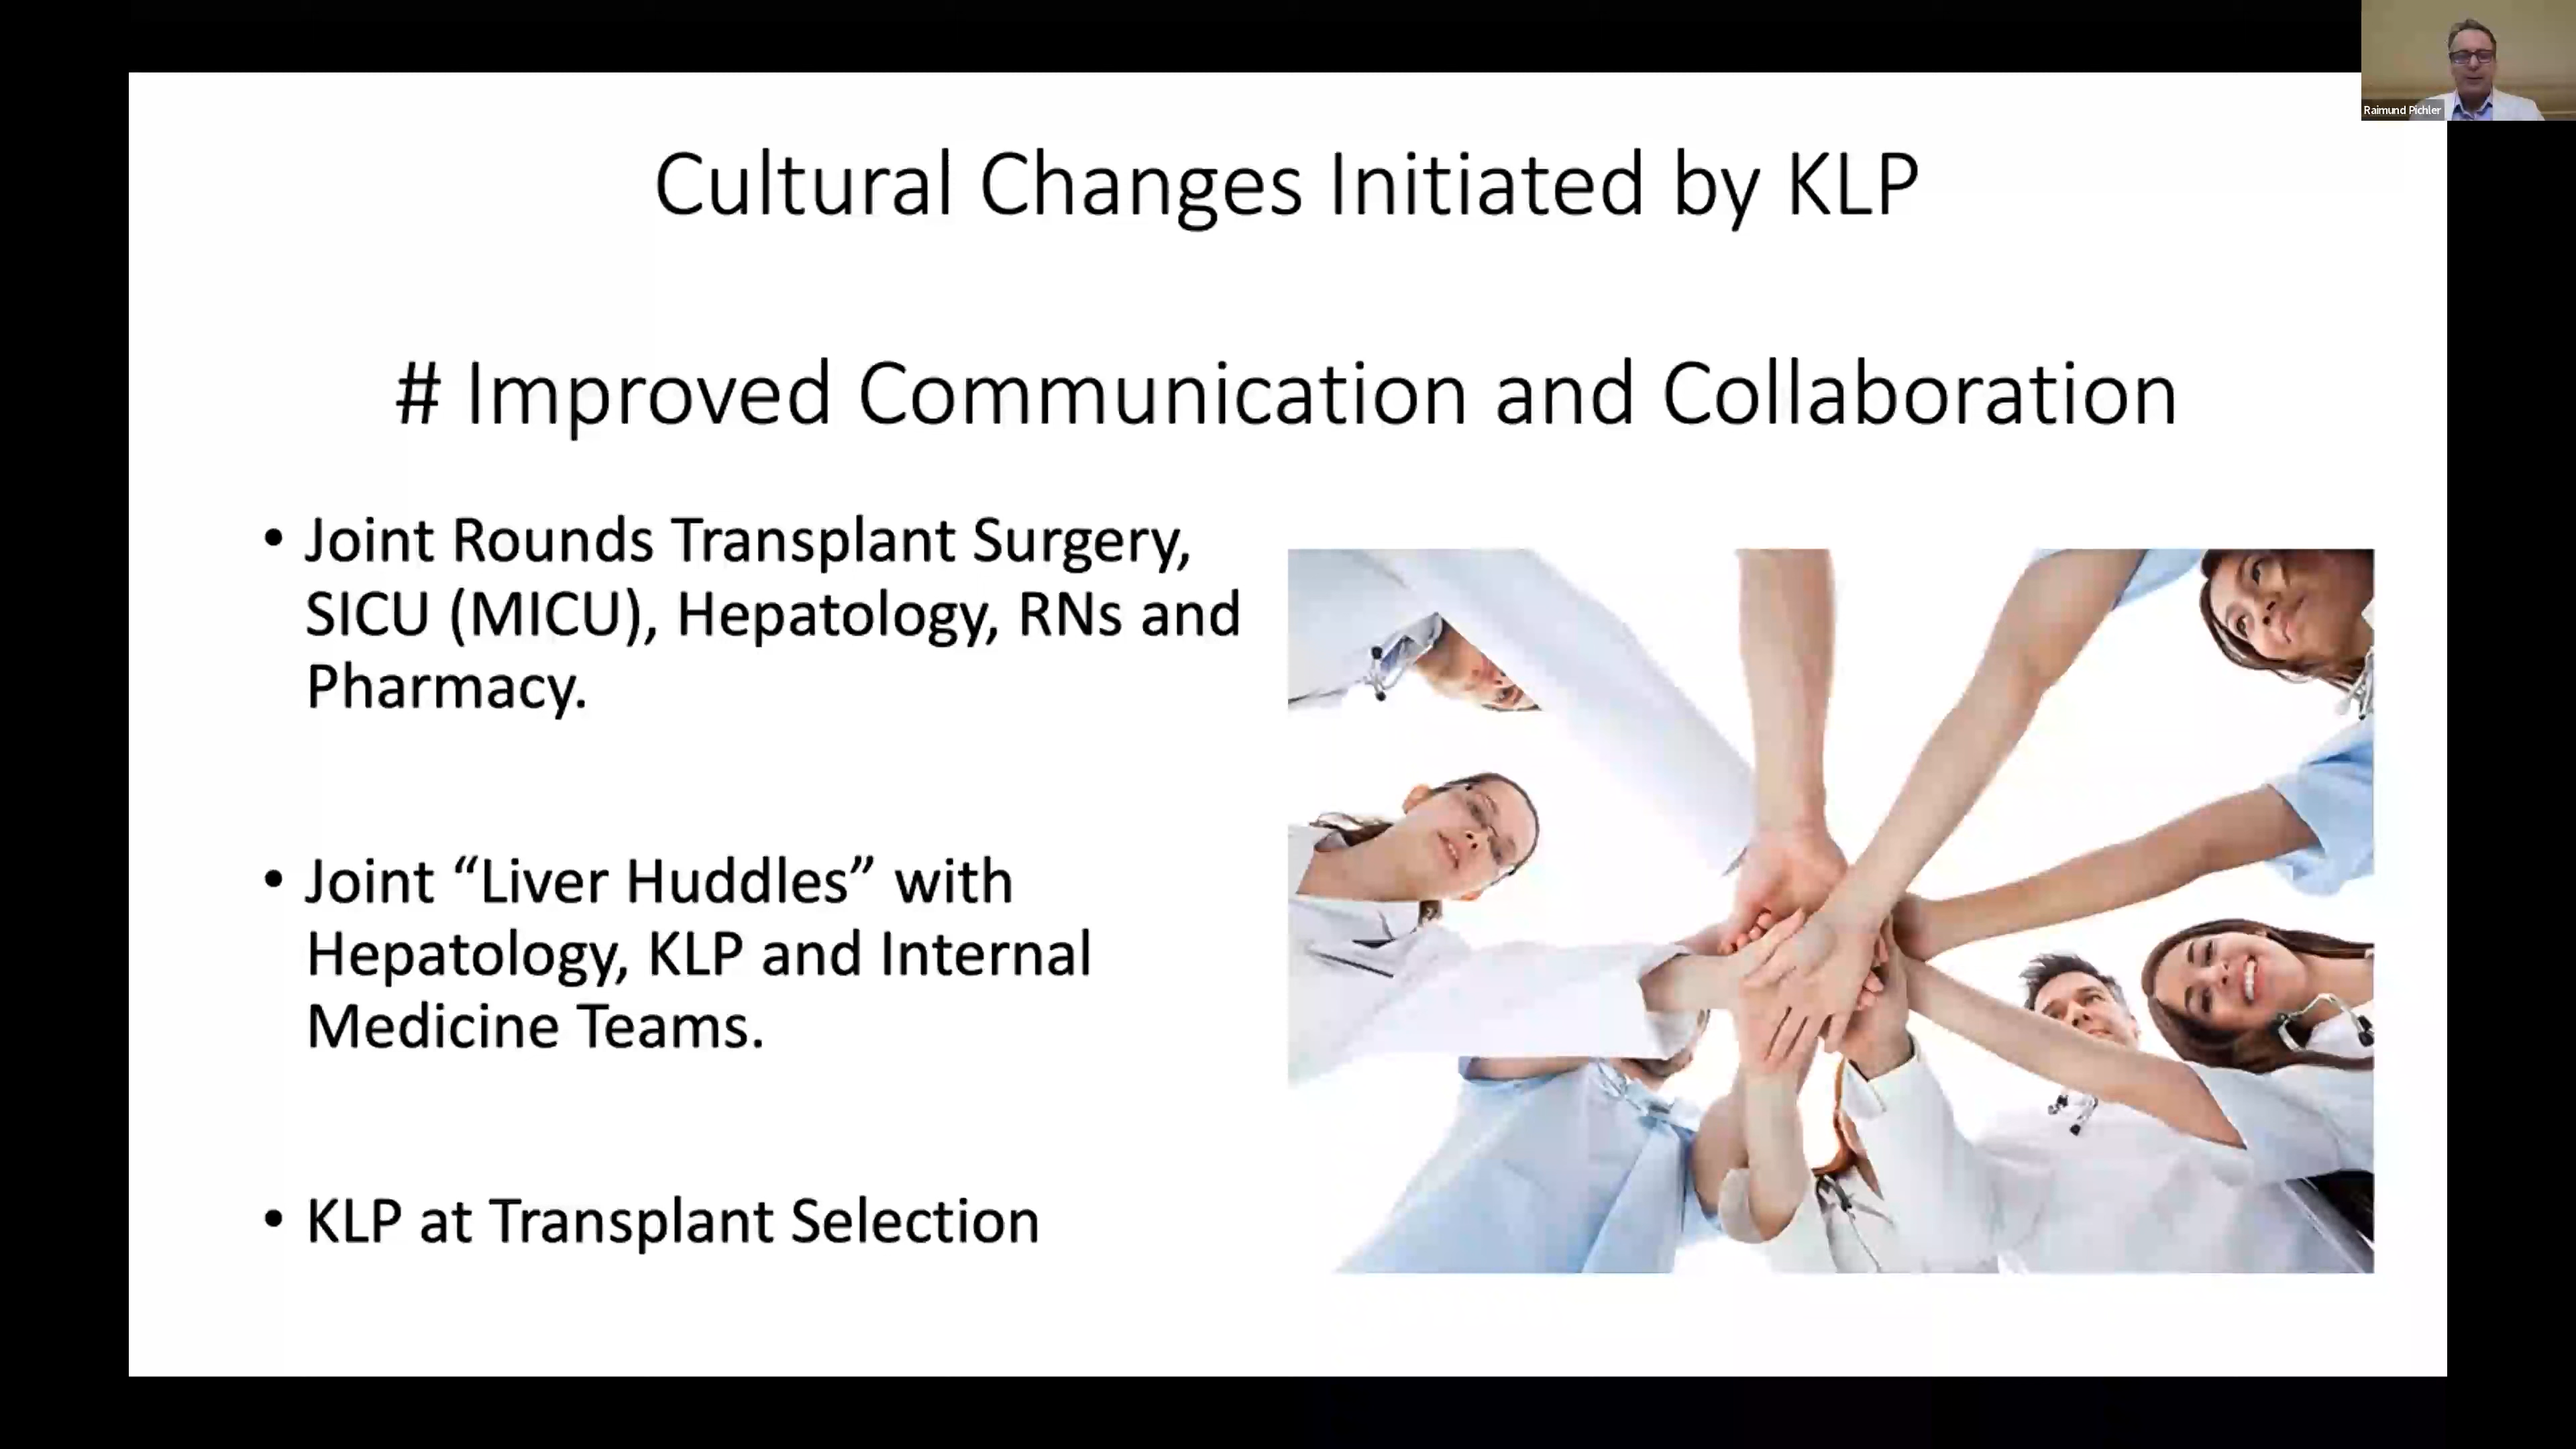 Raimund Pichler
Cultural Changes Initiated by KLP
# Improved Communication and Collaboration
• Joint Rounds Transplant Surgery,
SICU (MICU), Hepatology, RNs and
Pharmacy.
• Joint “Liver Huddles” with
Hepatology, KLP and Internal
Medicine Teams.
• KLP at Transplant Selection